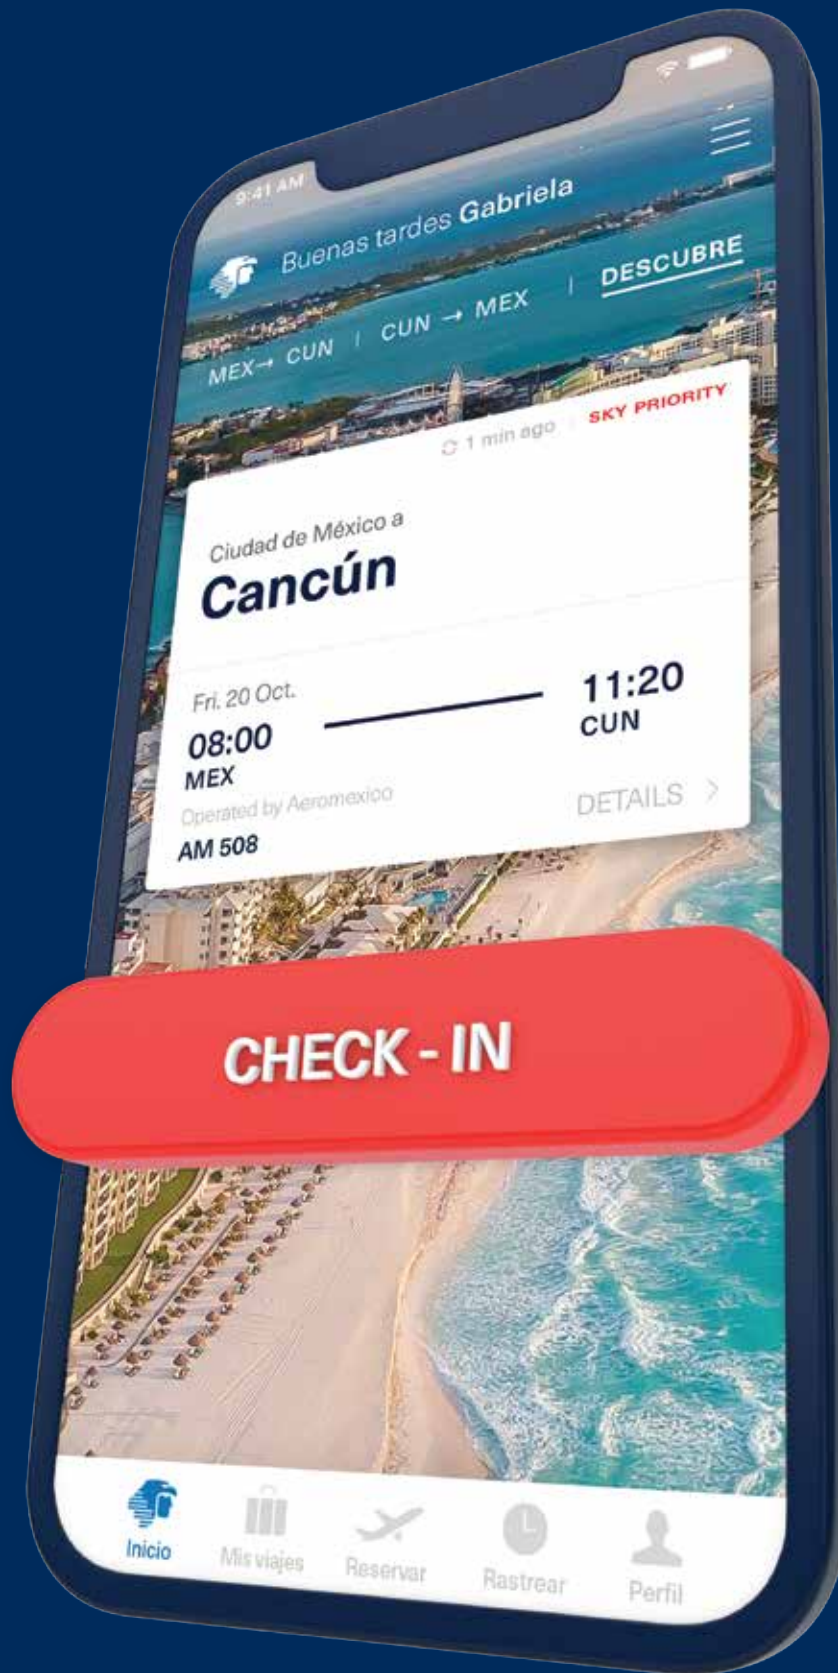 9:41 AM
Buenas tardes Gabriela
MEX→ CUN | CUN → MEX | DESCUBRE
1 min ago | SKY PRIORITY
Ciudad de México a
Cancún
Fri. 20 Oct.
08:00 11:20
MEX CUN
Operated by Aeromexico
AM 508
DETAILS >
CHECK - IN
Inicio Mis viajes Reservar Rastrear Perfil